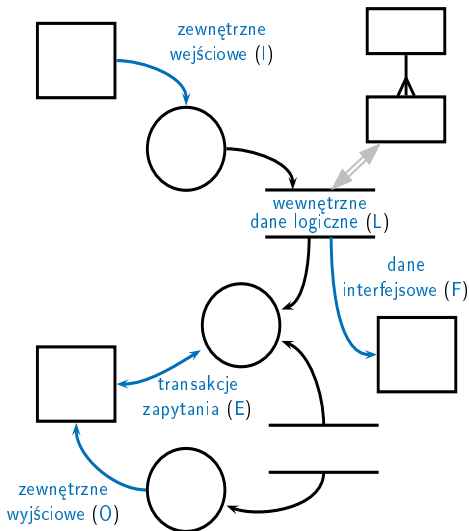 zewnętrzne
wejściowe (I)
wewnętrzne
dane logiczne (L)
dane
interfejsowe (F)
transakcje
zapytania (E)
zewnętrzne
wyjściowe (O)